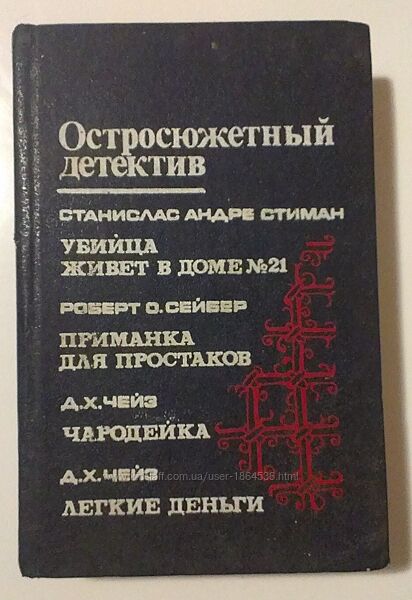 Остросюжетный
детектив
СТАНИСЛАС АНДРЕ СТИМАН
УБИЙЦА
ЖИВЕТ В ДОМЕ №21
РОБЕРТ О. СЕЙБЕР
ПРИМАНКА
ДЛЯ ПРОСТАКОВ
Д.Х. ЧЕЙЗ
ЧАРОДЕЙКА
Д.Х. ЧЕЙЗ
ЛЕГКИЕ ДЕНЬГИ